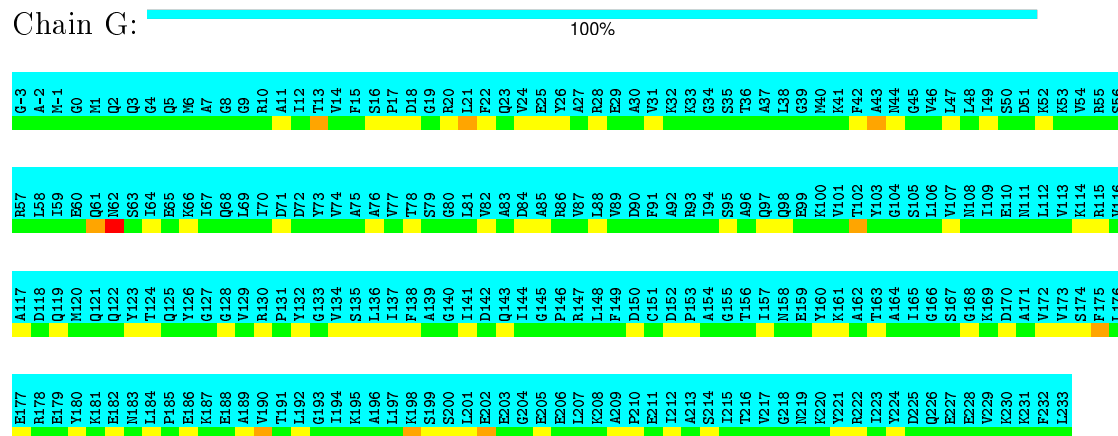 Chain G:
100%
G-3 A-2 M-1 G0 M1 Q2 Q3 G4 Q5 M6 A7 G8 G9 R10 A11 I12 T13 V14 F15 S16 P17 D18 G19 R20 L21 F22 Q23 V24 E25 Y26 A27 R28 E29 A30 V31 K32 K33 G34 S35 T36 A37 L38 G39 M40 K41 F42 A43 N44 G45 V46 L47 L48 I49 S50 D51 K52 K53 V54 R55 S56
R57 L58 I59 E60 Q61 N62 S63 I64 E65 K66 I67 Q68 L69 I70 D71 D72 Y73 V74 A75 A76 V77 T78 S79 G80 L81 V82 A83 D84 A85 R86 V87 L88 V89 D90 F91 A92 R93 I94 S95 A96 Q97 Q98 E99 K100 V101 T102 Y103 G104 S105 L106 V107 N108 I109 E110 N111 L112 V113 K114 R115 V116
A117 D118 Q119 M120 Q121 Q122 Y123 T124 Q125 Y126 G127 G128 V129 R130 P131 Y132 G133 V134 S135 L136 I137 F138 A139 G140 I141 D142 Q143 I144 G145 P146 R147 L148 F149 D150 C151 D152 P153 A154 G155 T156 I157 N158 E159 Y160 K161 A162 T163 A164 I165 G166 S167 G168 K169 D170 A171 V172 V173 S174 F175 L176
E177 R178 E179 Y180 K181 E182 N183 L184 P185 E186 K187 E188 A189 V190 T191 L192 G193 I194 K195 A196 L197 K198 S199 S200 L201 E202 E203 G204 E205 E206 L207 K208 A209 P210 E211 I212 A213 S214 I215 T216 V217 G218 N219 K220 Y221 R222 I223 Y224 D225 Q226 E227 E228 V229 K230 K231 F232 L233